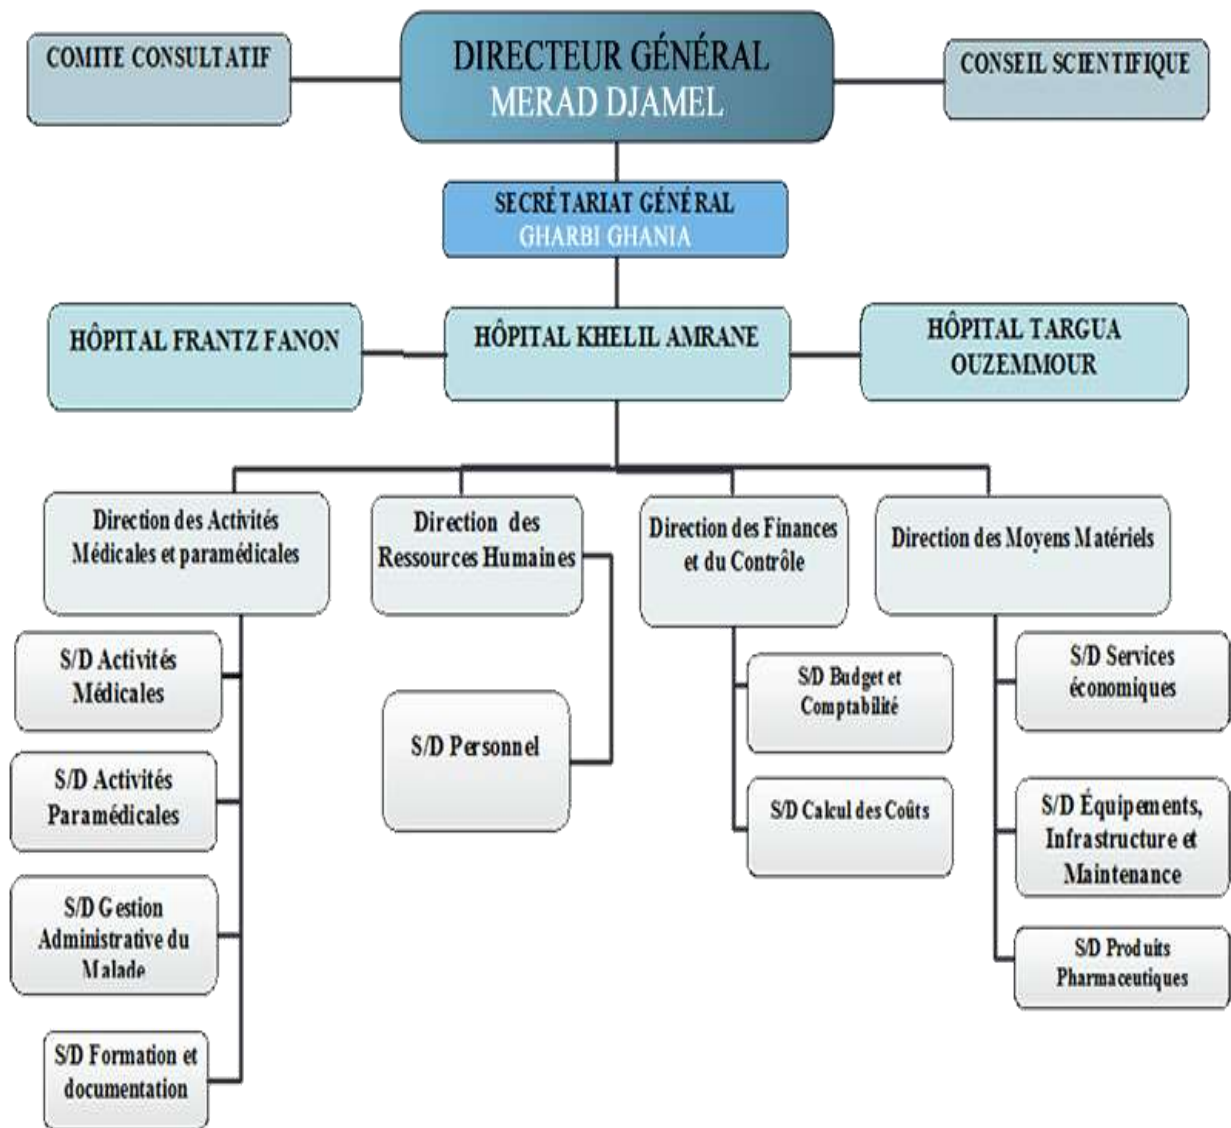 COMITE CONSULTATIF
DIRECTEUR GÉNÉRAL
MERAD DJAMEL
CONSEIL SCIENTIFIQUE
SECRÉTARIAT GÉNÉRAL
GHARBI GHANIA
HÔPITAL FRANTZ FANON
HÔPITAL KHELIL AMRANE
HÔPITAL TARGUA
OUZEMMOUR
Direction des Activités
Médicales et paramédicales
Direction des
Ressources Humaines
Direction des Finances
et du Contrôle
Direction des Moyens Matériels
S/D Activités
Médicales
S/D Activités
Paramédicales
S/D Gestion
Administrative du
Malade
S/D Formation et
documentation
S/D Personnel
S/D Budget et
Comptabilité
S/D Calcul des Coûts
S/D Services
économiques
S/D Équipements,
Infrastructure et
Maintenance
S/D Produits
Pharmaceutiques